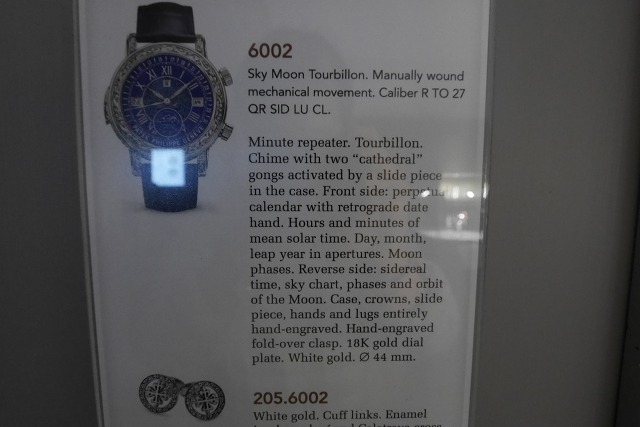 6002
Sky Moon Tourbillon. Manually wound
mechanical movement. Caliber R TO 27
QR SID LU CL.
Minute repeater. Tourbillon.
Chime with two “cathedral”
gongs activated by a slide piece
in the case. Front side: perpetual
calendar with retrograde date
hand. Hours and minutes of
mean solar time. Day, month,
leap year in apertures. Moon
phases. Reverse side: sidereal
time, sky chart, phases and orbit
of the Moon. Case, crowns, slide
piece, hands and lugs entirely
hand-engraved. Hand-engraved
fold-over clasp. 18K gold dial
plate. White gold. Ø 44 mm.
205.6002
White gold. Cuff links. Enamel